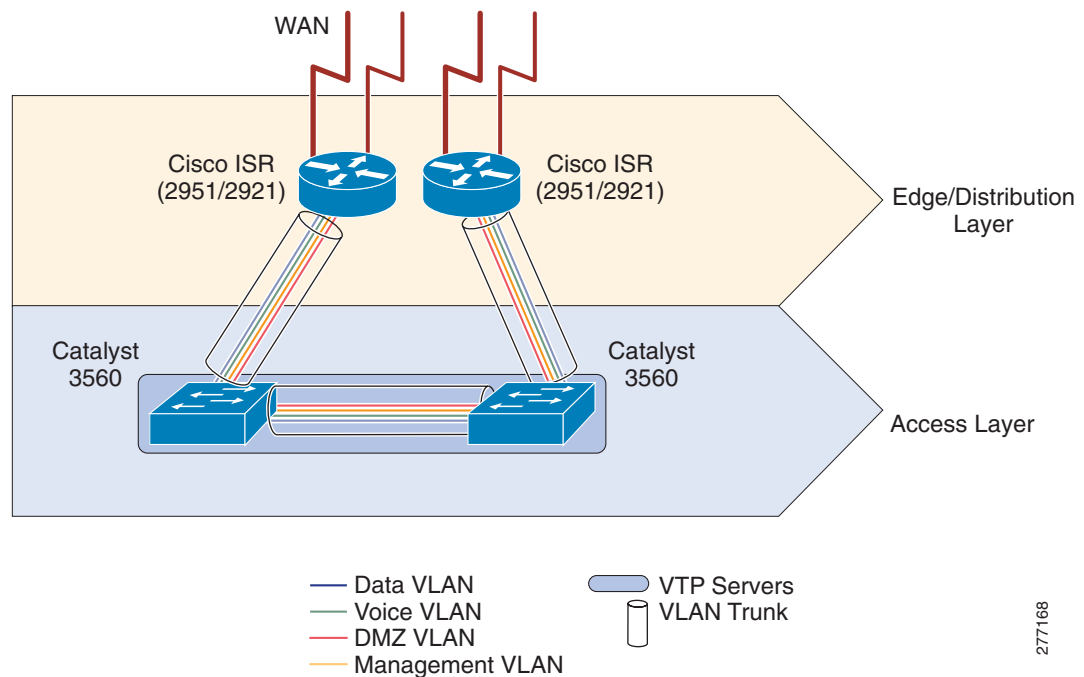 WAN
Cisco ISR
(2951/2921)
Cisco ISR
(2951/2921)
Edge/Distribution
Layer
Catalyst
3560
Catalyst
3560
Access Layer
Data VLAN
Voice VLAN
DMZ VLAN
Management VLAN
VTP Servers
VLAN Trunk
277168